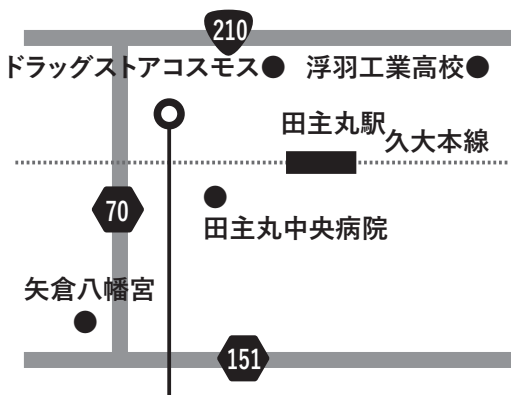 210
ドラッグストアコスモス
浮羽工業高校
田主丸駅
久大本線
70
田主丸中央病院
矢倉八幡宮
151